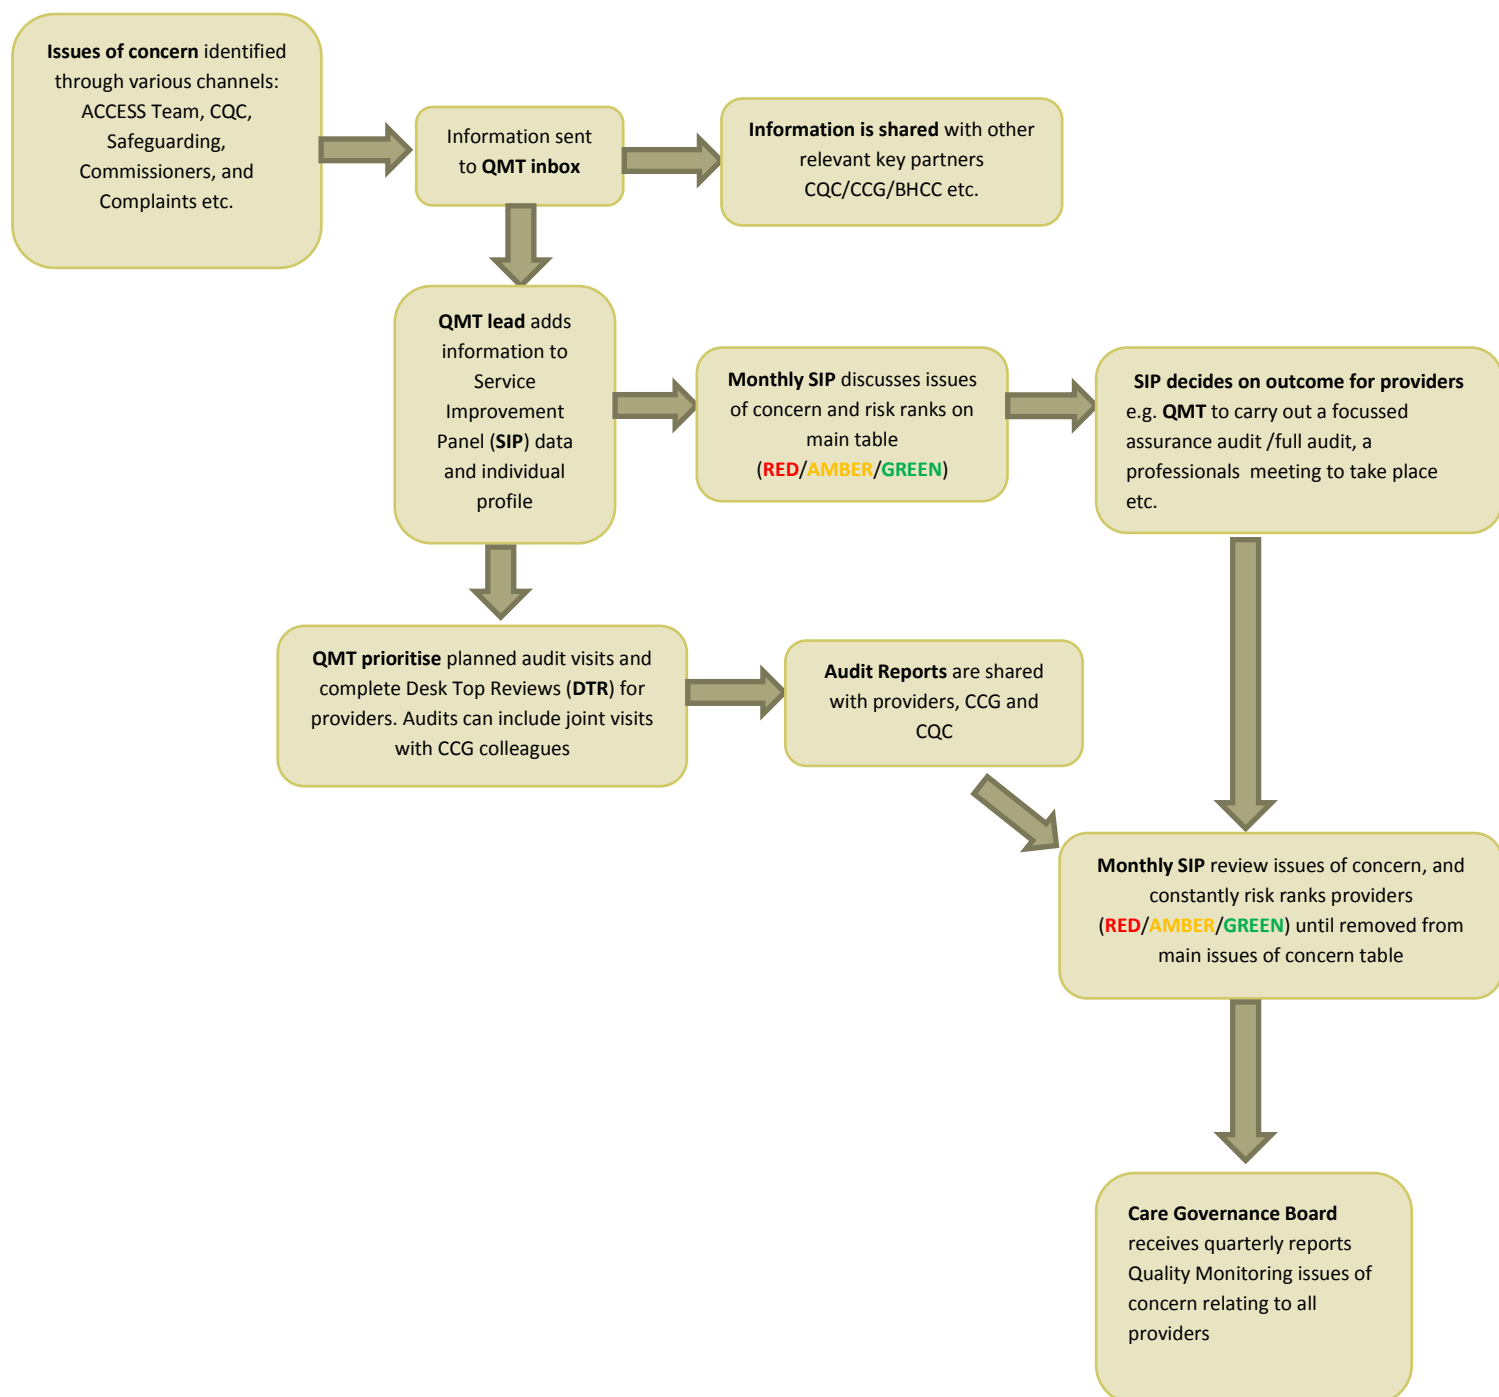 Issues of concern identified
through various channels:
ACCESS Team, CQC,
Safeguarding,
Commissioners, and
Complaints etc.
Information sent
to QMT inbox
Information is shared with other
relevant key partners
CQC/CCG/BHCC etc.
QMT lead adds
information to
Service
Improvement
Panel (SIP) data
and individual
profile
Monthly SIP discusses issues
of concern and risk ranks on
main table
(RED/AMBER/GREEN)
SIP decides on outcome for providers
e.g. QMT to carry out a focussed
assurance audit /full audit, a
professionals meeting to take place
etc.
QMT prioritise planned audit visits and
complete Desk Top Reviews (DTR) for
providers. Audits can include joint visits
with CCG colleagues
Audit Reports are shared
with providers, CCG and
CQC
Monthly SIP review issues of concern, and
constantly risk ranks providers
(RED/AMBER/GREEN) until removed from
main issues of concern table
Care Governance Board
receives quarterly reports
Quality Monitoring issues of
concern relating to all
providers